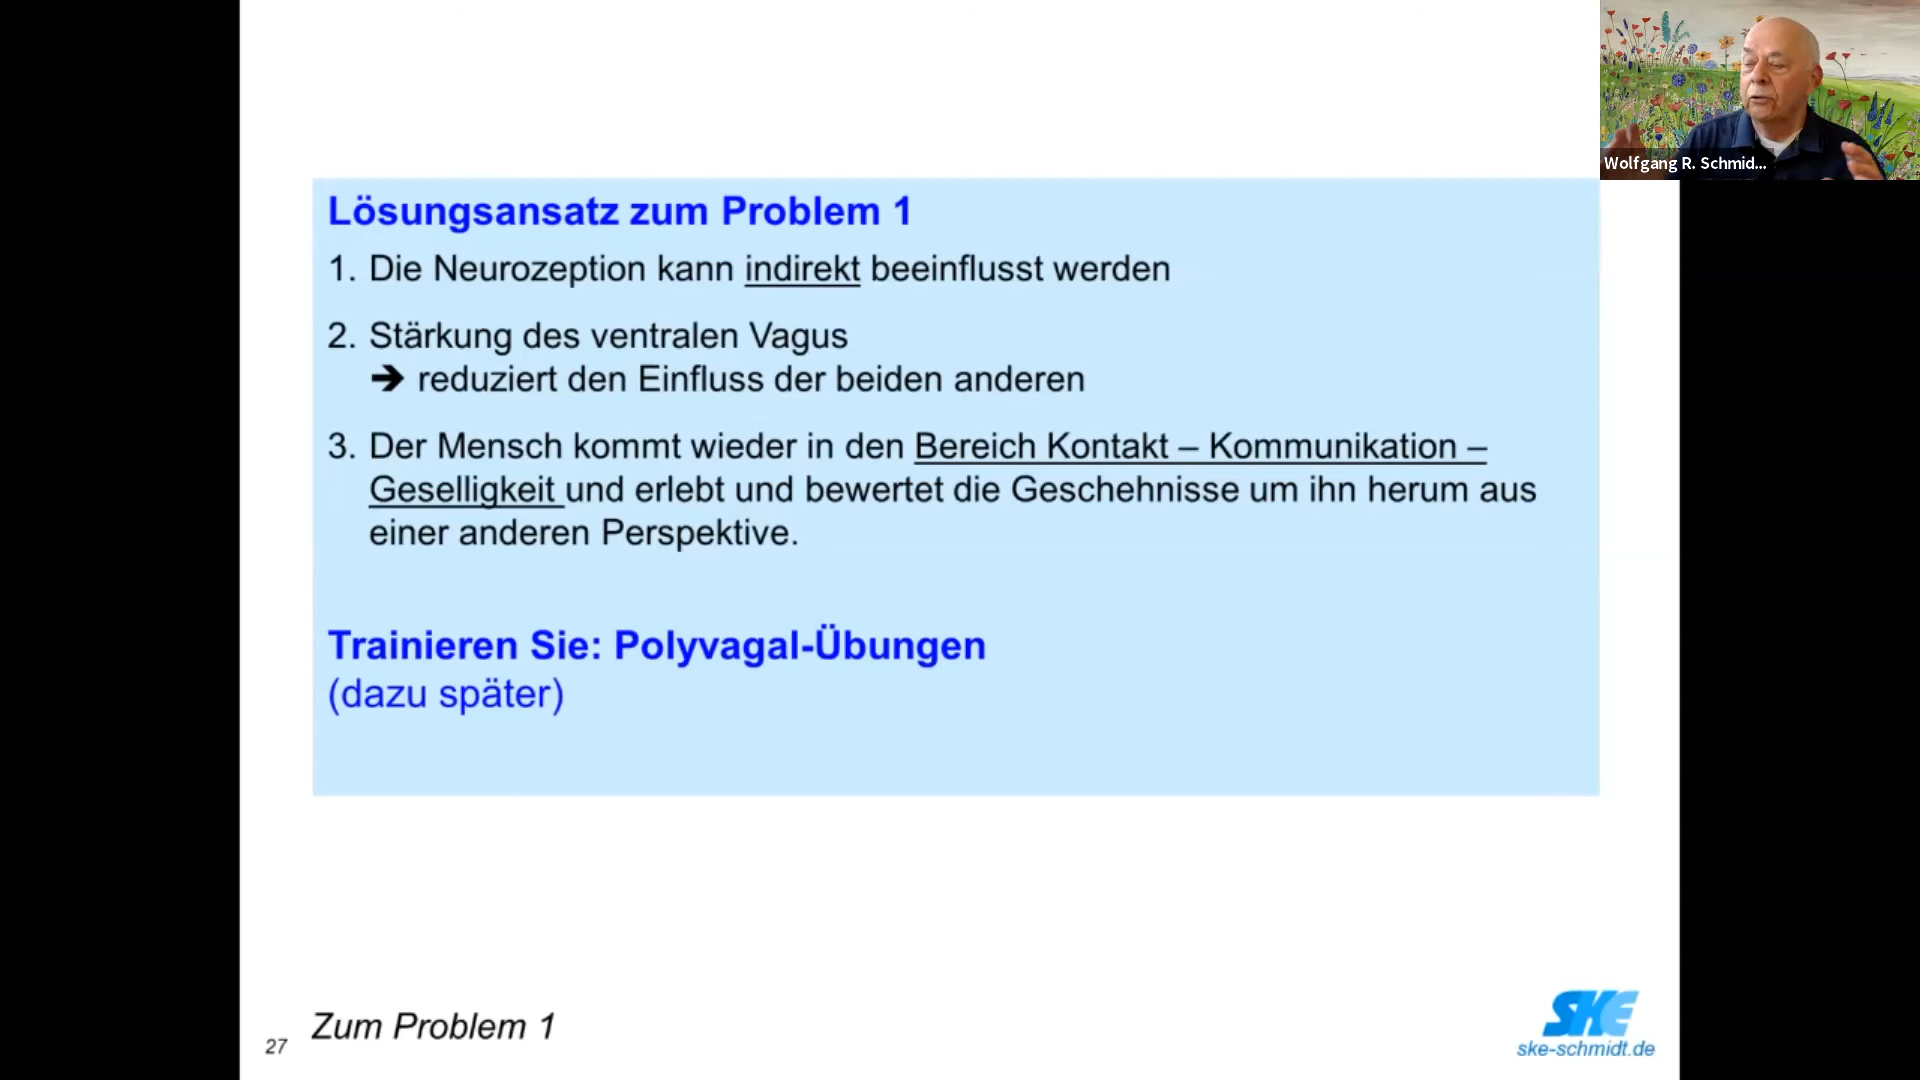 Wolfgang R. Schmid...
Lösungsansatz zum Problem 1
1. Die Neurozeption kann indirekt beeinflusst werden
2. Stärkung des ventralen Vagus
➔ reduziert den Einfluss der beiden anderen
3. Der Mensch kommt wieder in den Bereich Kontakt – Kommunikation –
Geselligkeit und erlebt und bewertet die Geschehnisse um ihn herum aus
einer anderen Perspektive.
Trainieren Sie: Polyvagal-Übungen
(dazu später)
27
Zum Problem 1
SKE
ske-schmidt.de